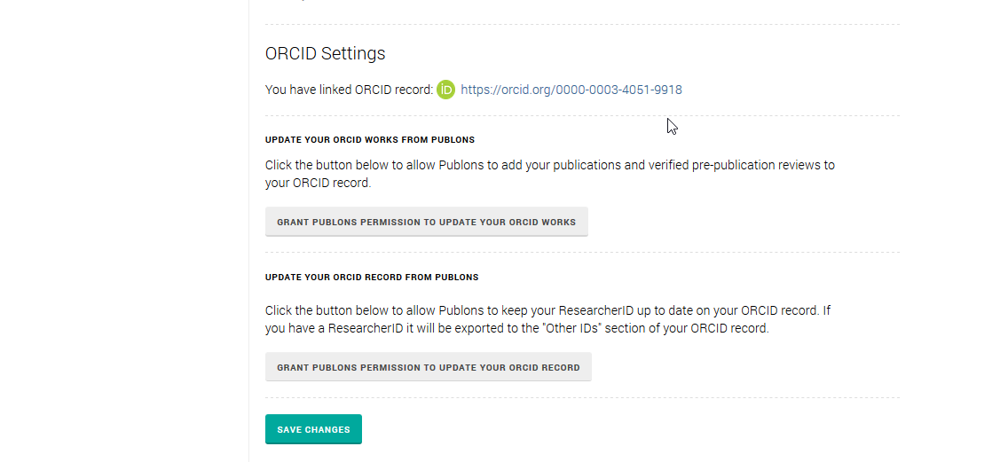 ORCID Settings
You have linked ORCID record: iD https://orcid.org/0000-0003-4051-9918
UPDATE YOUR ORCID WORKS FROM PUBLONS
Click the button below to allow Publons to add your publications and verified pre-publication reviews to
your ORCID record.
GRANT PUBLONS PERMISSION TO UPDATE YOUR ORCID WORKS
UPDATE YOUR ORCID RECORD FROM PUBLONS
Click the button below to allow Publons to keep your ResearcherID up to date on your ORCID record. If
you have a ResearcherID it will be exported to the "Other IDs" section of your ORCID record.
GRANT PUBLONS PERMISSION TO UPDATE YOUR ORCID RECORD
SAVE CHANGES